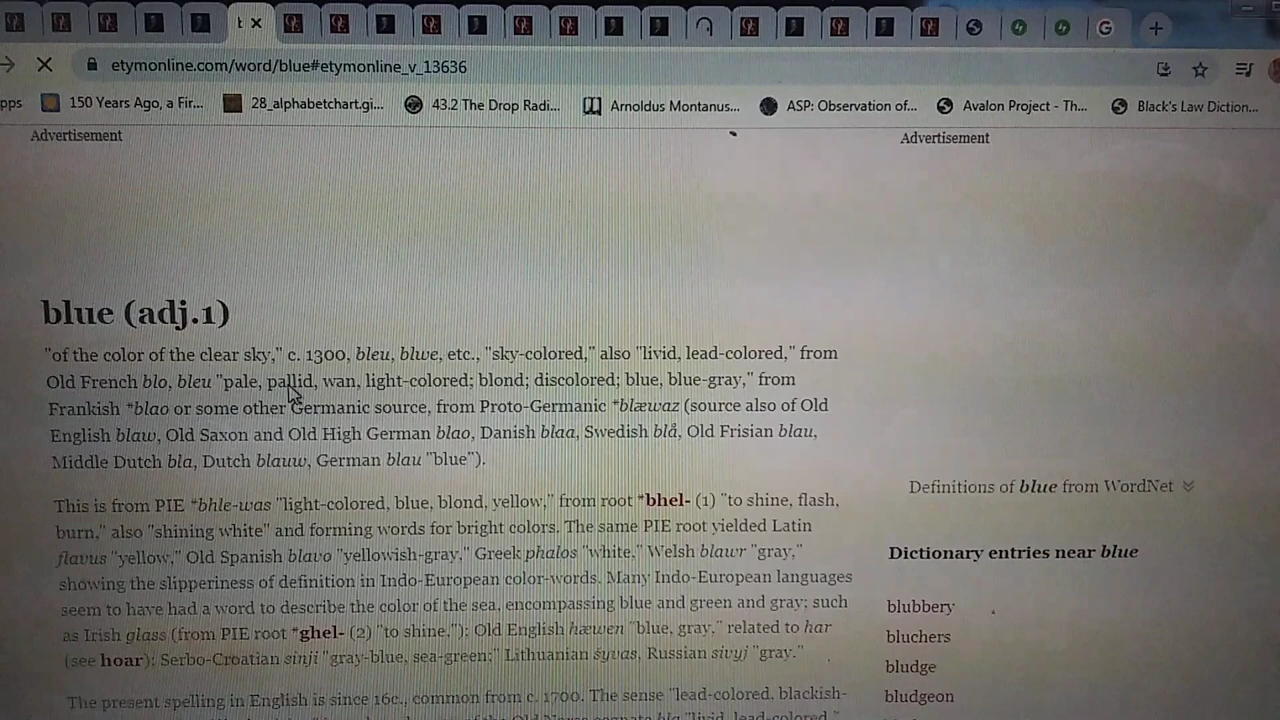 t
G
etymonline.com/word/blue#etymonline_v_13636
pps 150 Years Ago, a Fir... 28_alphabetchart.gi... 43.2 The Drop Radi... Arnoldus Montanus... ASP: Observation of... Avalon Project - Th... Black's Law Diction...
Advertisement Advertisement
blue (adj.1)
"of the color of the clear sky," c. 1300, bleu, blwe, etc., "sky-colored," also "livid, lead-colored," from
Old French blo, bleu "pale, pallid, wan, light-colored; blond; discolored; blue, blue-gray," from
Frankish *blao or some other Germanic source, from Proto-Germanic *blæwaz (source also of Old
English blaw, Old Saxon and Old High German blao, Danish blaa, Swedish blå, Old Frisian blau,
Middle Dutch bla, Dutch blauw, German blau "blue").
This is from PIE *bhle-was "light-colored, blue, blond, yellow," from root *bhel- (1) "to shine, flash,
burn," also "shining white" and forming words for bright colors. The same PIE root yielded Latin
flavus "yellow," Old Spanish blavo "yellowish-gray," Greek phalos "white," Welsh blawr "gray,"
showing the slipperiness of definition in Indo-European color-words. Many Indo-European languages
seem to have had a word to describe the color of the sea, encompassing blue and green and gray; such
as Irish glass (from PIE root *ghel- (2) "to shine,"); Old English hæwen "blue, gray," related to har
(see hoar); Serbo-Croatian sinji "gray-blue, sea-green;" Lithuanian šyvas, Russian sivyj "gray."
The present spelling in English is since 16c., common from c. 1700. The sense "lead-colored, blackish-
Definitions of blue from WordNet
Dictionary entries near blue
blubbery
bluchers
bludge
bludgeon